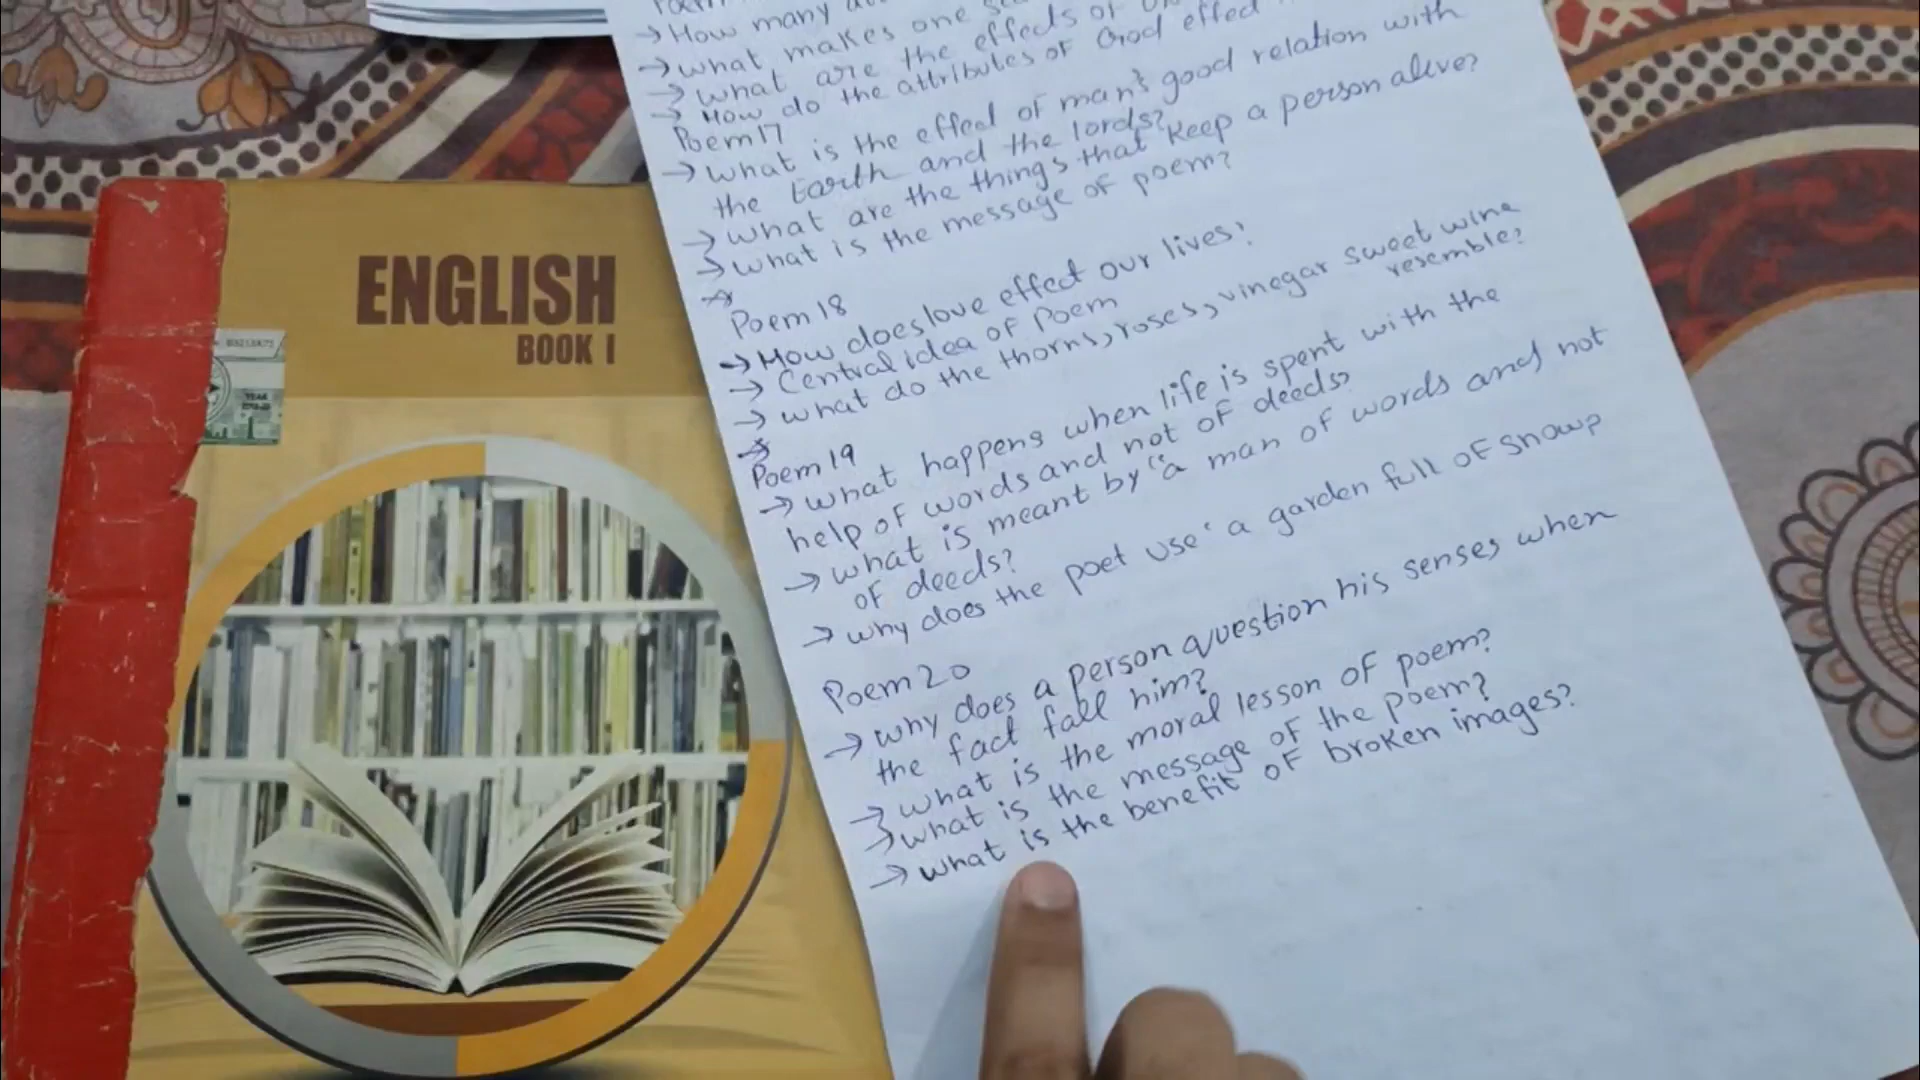 How many
what makes one
what are the effects of
How do the attributes of God effed
Poem 17
→ What is the effed of man's good relation with
the Earth and the lords?
→ What are the things that keep a person alive?
→ What is the message of poem?
Poem 18
→ How does love effect our lives?
→ Central idea of Poem
→ what do the thorns, roses, vinegar sweet wine
resemble?
Poem 19
→ What happens when life is spent with the
help of words and not of deeds?
→ what is meant by "a man of words and not
of deeds?
→ why does the poet use 'a garden full of snow?
Poem 20
→ why does a person question his senses when
the fact fall him?
→ what is the moral lesson of poem?
→ what is the message of the poem?
→ what is the benefit of broken images?
ENGLISH
BOOK I
YEAR